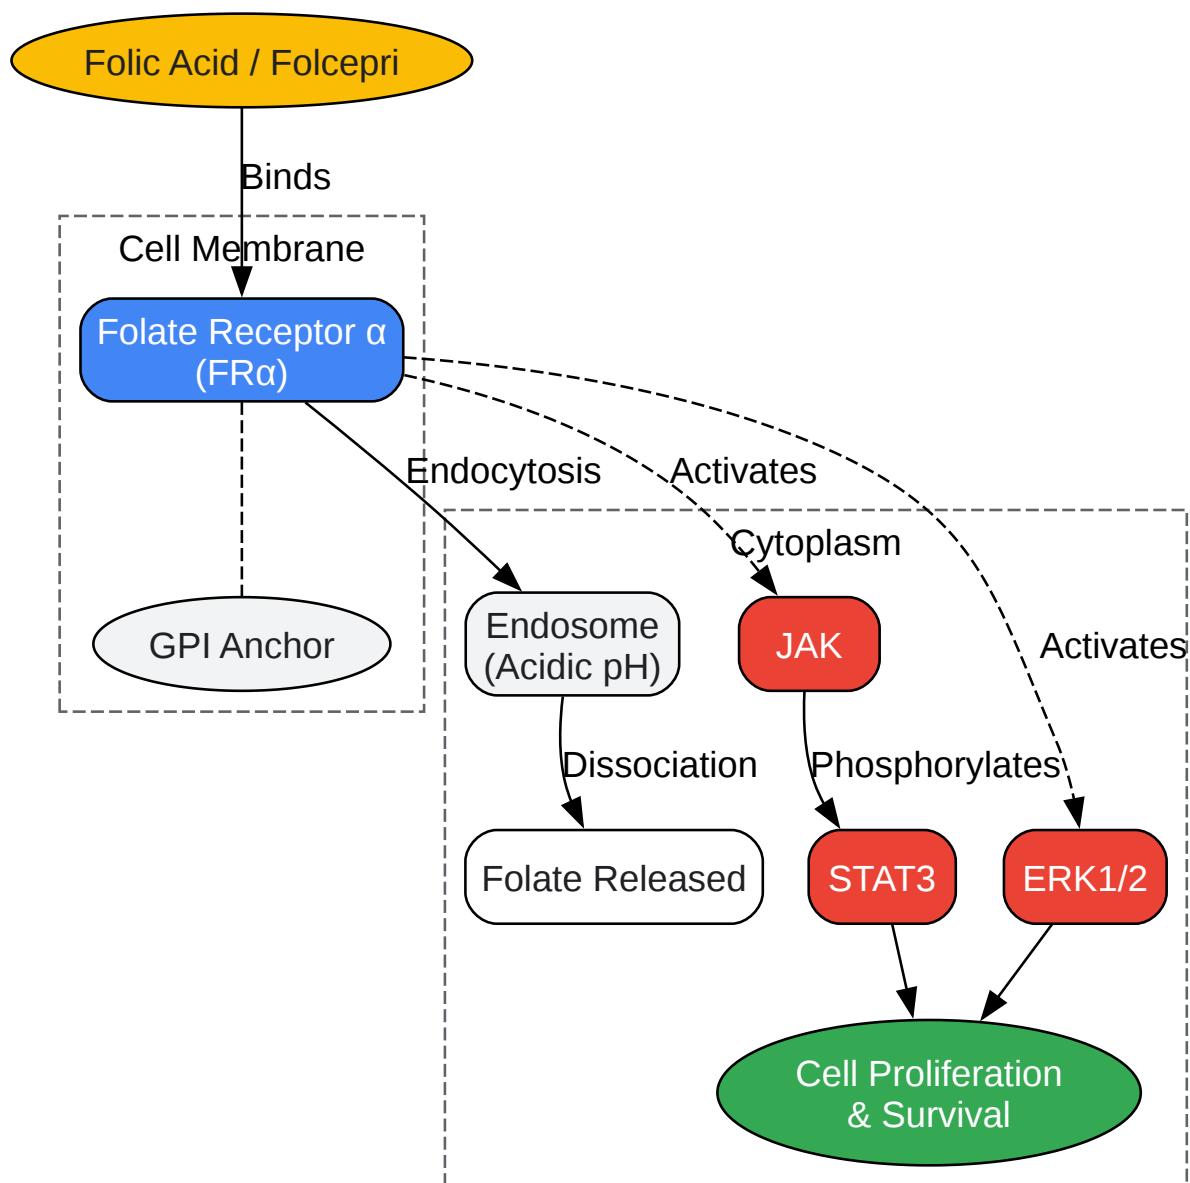 Folic Acid / Folcepri
Binds
Cell Membrane
Folate Receptor α
(FRα)
Endocytosis
Activates
Cytoplasm
GPI Anchor
Endosome
(Acidic pH)
JAK
Activates
Dissociation
Phosphorylates
Folate Released
STAT3
ERK1/2
Cell Proliferation
& Survival